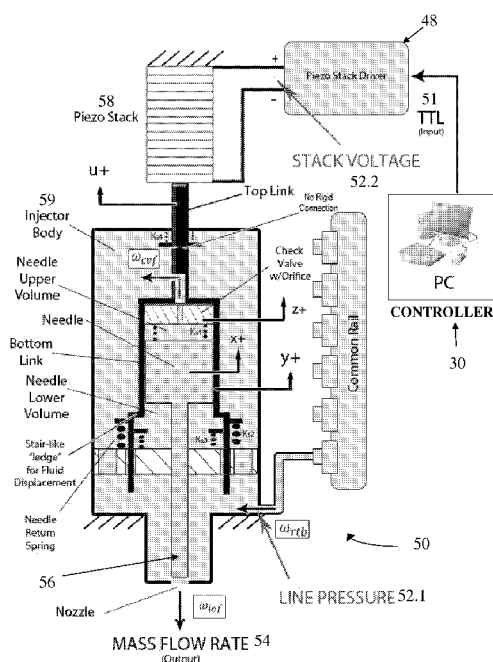 48
+
Piezo Stack Driver
58
Piezo Stack
-
51
TTL
(Input)
STACK VOLTAGE
52.2
u+
Top Link
59
Injector
Body
No Rigid
Connection
PC
CONTROLLER
30
ω_cvf
Check
Valve
w/Orifice
Needle
Upper
Volume
z+
Needle
x+
Bottom
Link
y+
Common Rail
Needle
Lower
Volume
Stair-like
"ledge"
for Fluid
Displacement
Needle
Return
Spring
ω_rtb
50
56
LINE PRESSURE 52.1
Nozzle
MASS FLOW RATE 54
(Output)